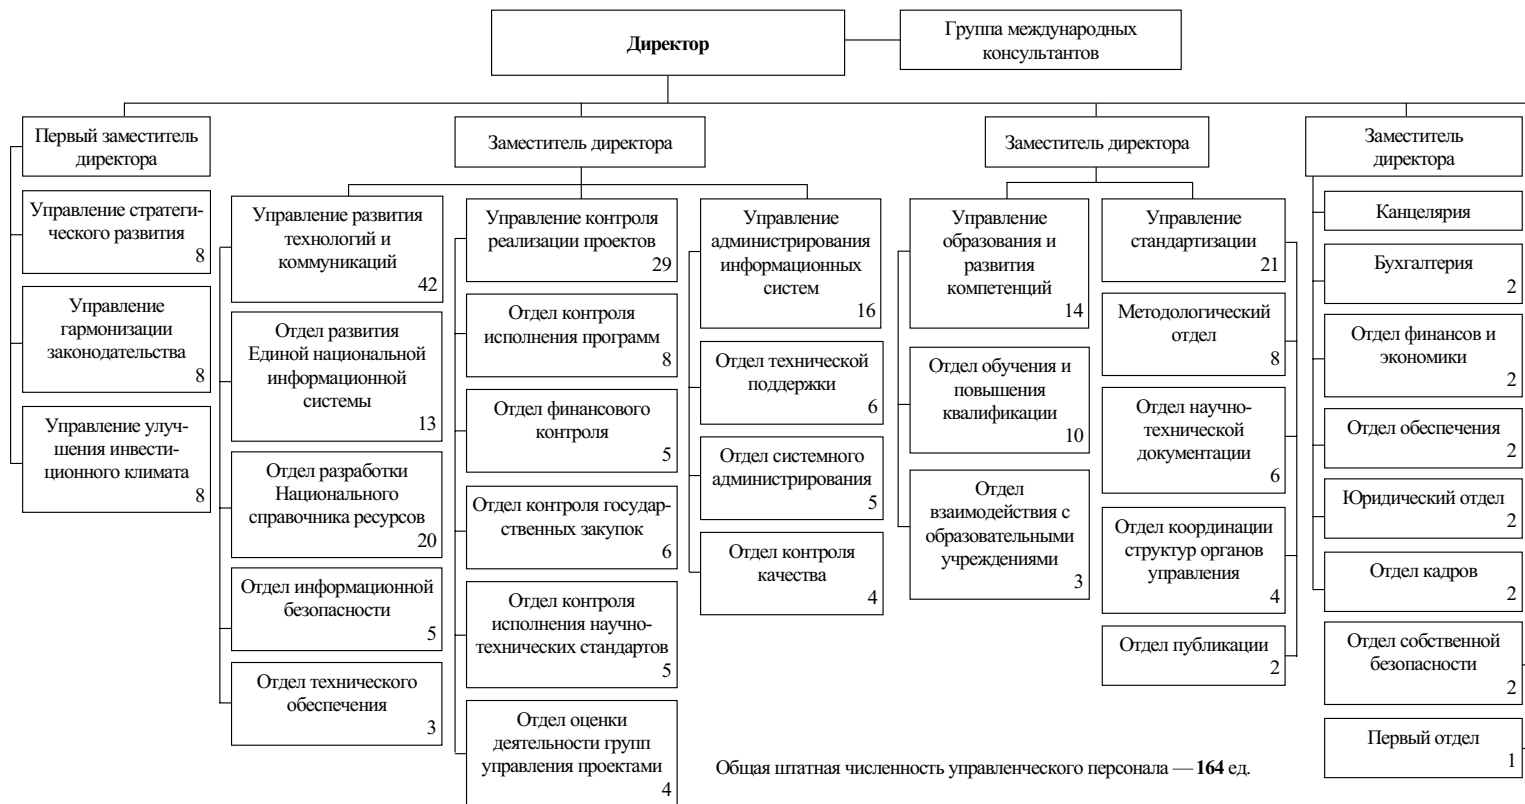 Директор
Группа международных
консультантов
Первый заместитель
директора
Управление стратеги-
ческого развития
8
Управление
гармонизации
законодательства
8
Управление улуч-
шения инвести-
ционного климата
8
Заместитель директора
Управление развития
технологий и
коммуникаций
42
Отдел развития
Единой национальной
информационной
системы
13
Отдел разработки
Национального
справочника ресурсов
20
Отдел информационной
безопасности
5
Отдел технического
обеспечения
3
Управление контроля
реализации проектов
29
Отдел контроля
исполнения программ
8
Отдел финансового
контроля
5
Отдел контроля государ-
ственных закупок
6
Отдел контроля
исполнения научно-
технических стандартов
5
Отдел оценки
деятельности групп
управления проектами
4
Управление
администрирования
информационных
систем
16
Отдел технической
поддержки
6
Отдел системного
администрирования
5
Отдел контроля
качества
4
Заместитель директора
Управление
образования и
развития
компетенций
14
Отдел обучения и
повышения
квалификации
10
Отдел
взаимодействия с
образовательными
учреждениями
3
Управление
стандартизации
21
Методологический
отдел
8
Отдел научно-
технической
документации
6
Отдел координации
структур органов
управления
4
Отдел публикации
2
Заместитель
директора
Канцелярия
Бухгалтерия
2
Отдел финансов и
экономики
2
Отдел обеспечения
2
Юридический отдел
2
Отдел кадров
2
Отдел собственной
безопасности
2
Первый отдел
1
Общая штатная численность управленческого персонала — 164 ед.